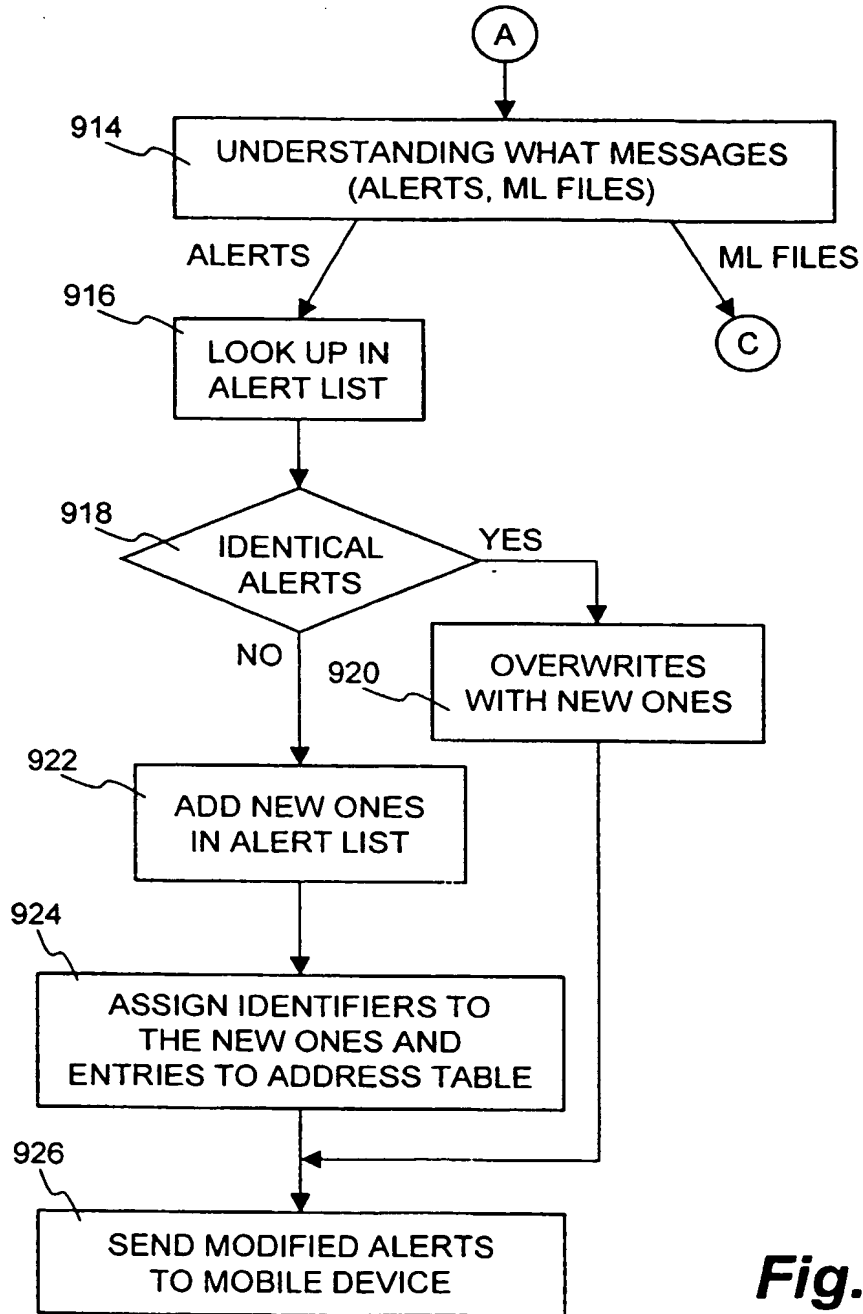 A
914
UNDERSTANDING WHAT MESSAGES
(ALERTS, ML FILES)
ALERTS
ML FILES
916
LOOK UP IN
ALERT LIST
C
918
IDENTICAL
ALERTS
YES
NO
920
OVERWRITES
WITH NEW ONES
922
ADD NEW ONES
IN ALERT LIST
924
ASSIGN IDENTIFIERS TO
THE NEW ONES AND
ENTRIES TO ADDRESS TABLE
926
SEND MODIFIED ALERTS
TO MOBILE DEVICE
Fig.